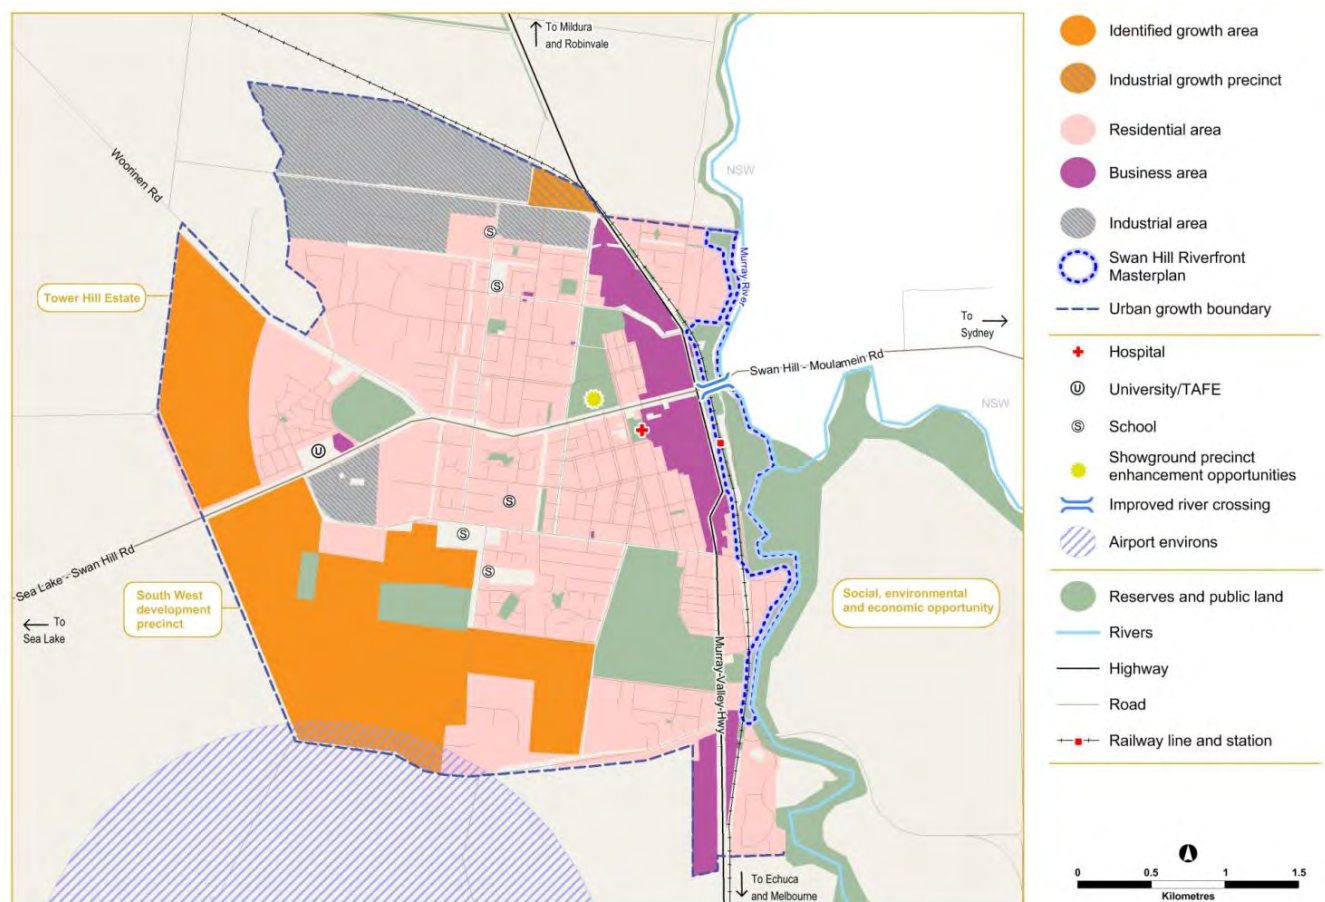 To Mildura
and Robinvale
Woorinen Rd
NSW
Murray River
Tower Hill Estate
To
Sydney
Swan Hill - Moulamein Rd
NSW
U
S
S
S
S
S
Sea Lake - Swan Hill Rd
To
Sea Lake
South West
development
precinct
Social, environmental
and economic opportunity
Murray-Valley-Hwy
To Echuca
and Melbourne
Identified growth area
Industrial growth precinct
Residential area
Business area
Industrial area
Swan Hill Riverfront
Masterplan
Urban growth boundary
Hospital
U University/TAFE
S School
Showground precinct
enhancement opportunities
Improved river crossing
Airport environs
Reserves and public land
Rivers
Highway
Road
Railway line and station
0 0.5 1 1.5
Kilometres